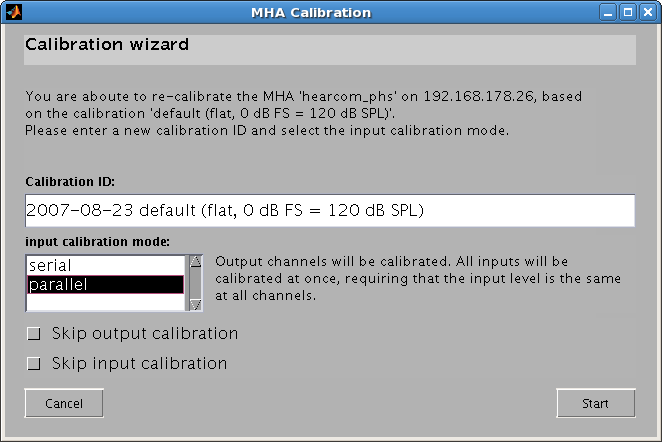 MHA Calibration
Calibration wizard
You are aboute to re-calibrate the MHA 'hearcom_phs' on 192.168.178.26, based
on the calibration 'default (flat, 0 dB FS = 120 dB SPL)'.
Please enter a new calibration ID and select the input calibration mode.
Calibration ID:
2007-08-23 default (flat, 0 dB FS = 120 dB SPL)
input calibration mode:
serial
parallel
Output channels will be calibrated. All inputs will be
calibrated at once, requiring that the input level is the same
at all channels.
Skip output calibration
Skip input calibration
Cancel
Start